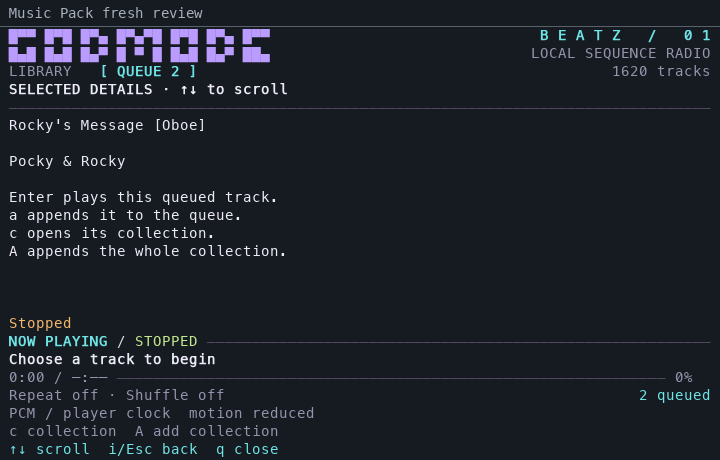 Music Pack fresh review
GODMODE
BEATZ / 01
LOCAL SEQUENCE RADIO
LIBRARY [ QUEUE 2 ] 1620 tracks
SELECTED DETAILS · ↑↓ to scroll
Rocky's Message [Oboe]
Pocky & Rocky
Enter plays this queued track.
a appends it to the queue.
c opens its collection.
A appends the whole collection.
Stopped
NOW PLAYING / STOPPED
Choose a track to begin
0:00 / —:—— 0%
Repeat off · Shuffle off 2 queued
PCM / player clock motion reduced
c collection A add collection
↑↓ scroll i/Esc back q close